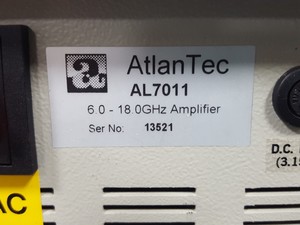 AtlanTec
AL7011
6.0 - 18.0GHz Amplifier
Ser No: 13521
D.C.
(3.15
AC